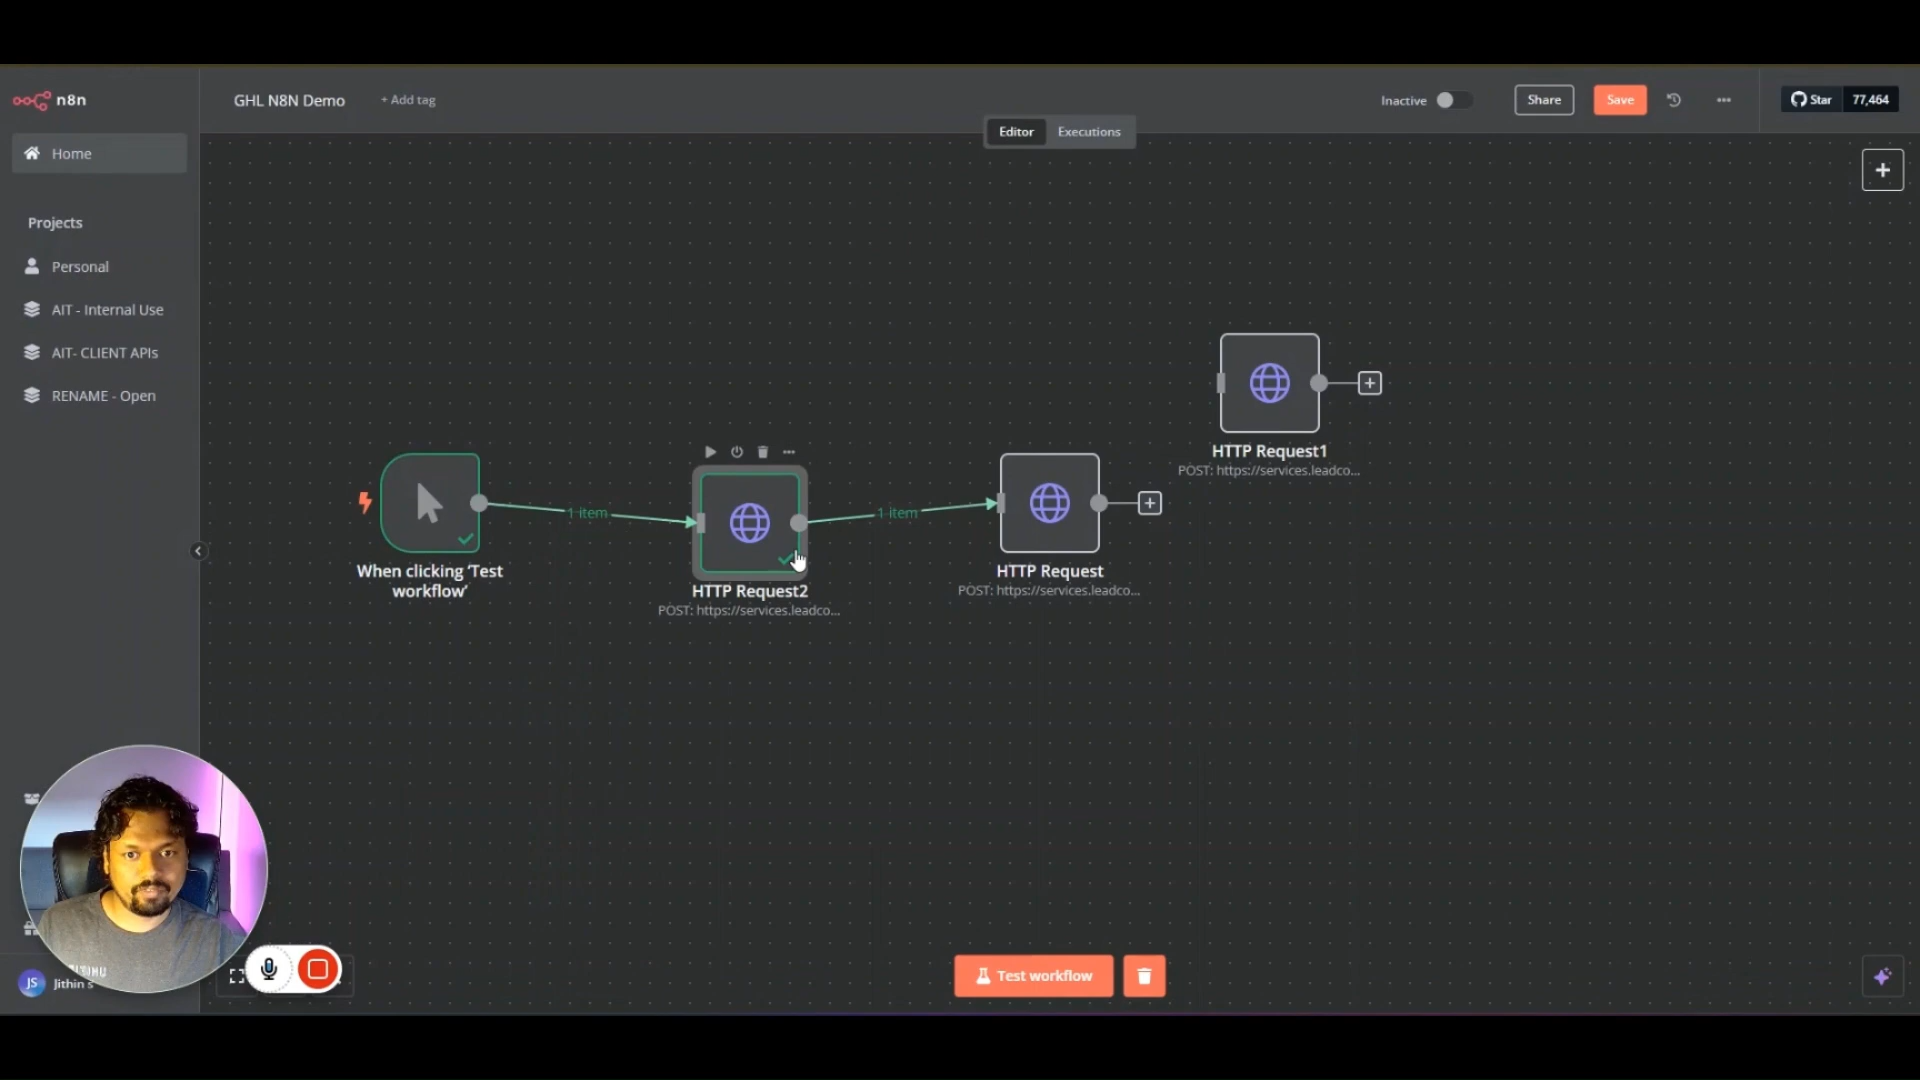 n8n
GHL N8N Demo
+ Add tag
Inactive
Share
Save
Star
77,464
Editor
Executions
Home
Projects
Personal
AIT - Internal Use
AIT- CLIENT APIs
RENAME - Open
1 item
1 item
When clicking ‘Test
workflow’
HTTP Request2
POST: https://services.leadco...
HTTP Request
POST: https://services.leadco...
HTTP Request1
POST: https://services.leadco...
JS
Jithin s
Test workflow